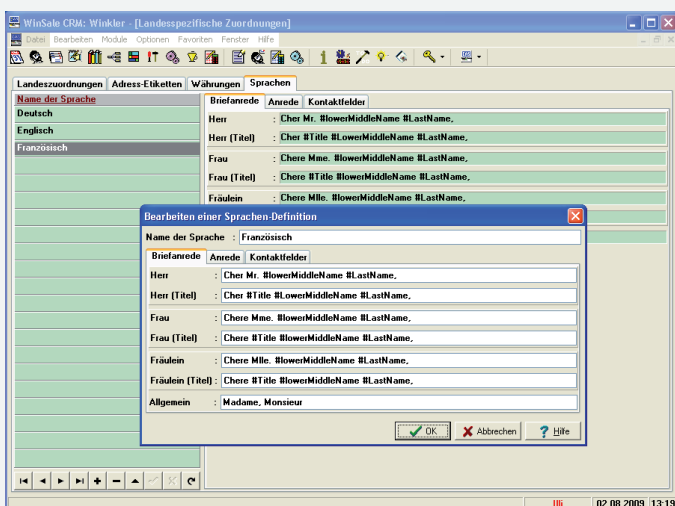 WinSale CRM: Winkler - [Landesspezifische Zuordnungen]
Datei Bearbeiten Module Optionen Favoriten Fenster Hilfe
Landeszuordnungen Adress-Etiketten Währungen Sprachen
Name der Sprache
Deutsch
Englisch
Französisch
Briefanrede Anrede Kontaktfelder
Herr : Cher Mr. #lowerMiddleName #LastName,
Herr (Titel) : Cher #Title #LowerMiddleName #LastName,
Frau : Chere Mme. #lowerMiddleName #LastName,
Frau (Titel) : Chere #Title #lowerMiddleName #LastName,
Fräulein : Chere Mlle. #lowerMiddleName #LastName,
Bearbeiten einer Sprachen-Definition
Name der Sprache : Französisch
Briefanrede Anrede Kontaktfelder
Herr : Cher Mr. #lowerMiddleName #LastName,
Herr (Titel) : Cher #Title #LowerMiddleName #LastName,
Frau : Chere Mme. #lowerMiddleName #LastName,
Frau (Titel) : Chere #Title #lowerMiddleName #LastName,
Fräulein : Chere Mlle. #lowerMiddleName #LastName,
Fräulein (Titel) : Chere #Title #lowerMiddleName #LastName,
Allgemein : Madame, Monsieur
OK Abbrechen Hilfe
Uli 02.08.2009 13:19